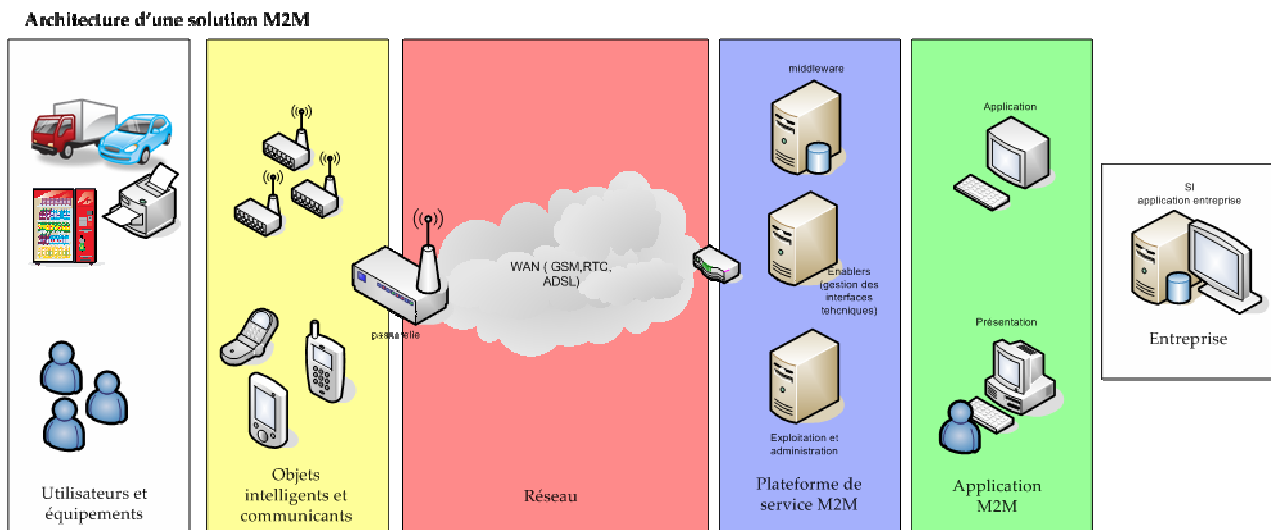 Architecture d'une solution M2M
middleware
Application
SI
application entreprise
WAN ( GSM,RTC,
ADSL)
Enablers
(gestion des
interfaces
tehcniques)
passerelle
Présentation
Entreprise
Exploitation et
administration
Utilisateurs et
équipements
Objets
intelligents et
communicants
Réseau
Plateforme de
service M2M
Application
M2M